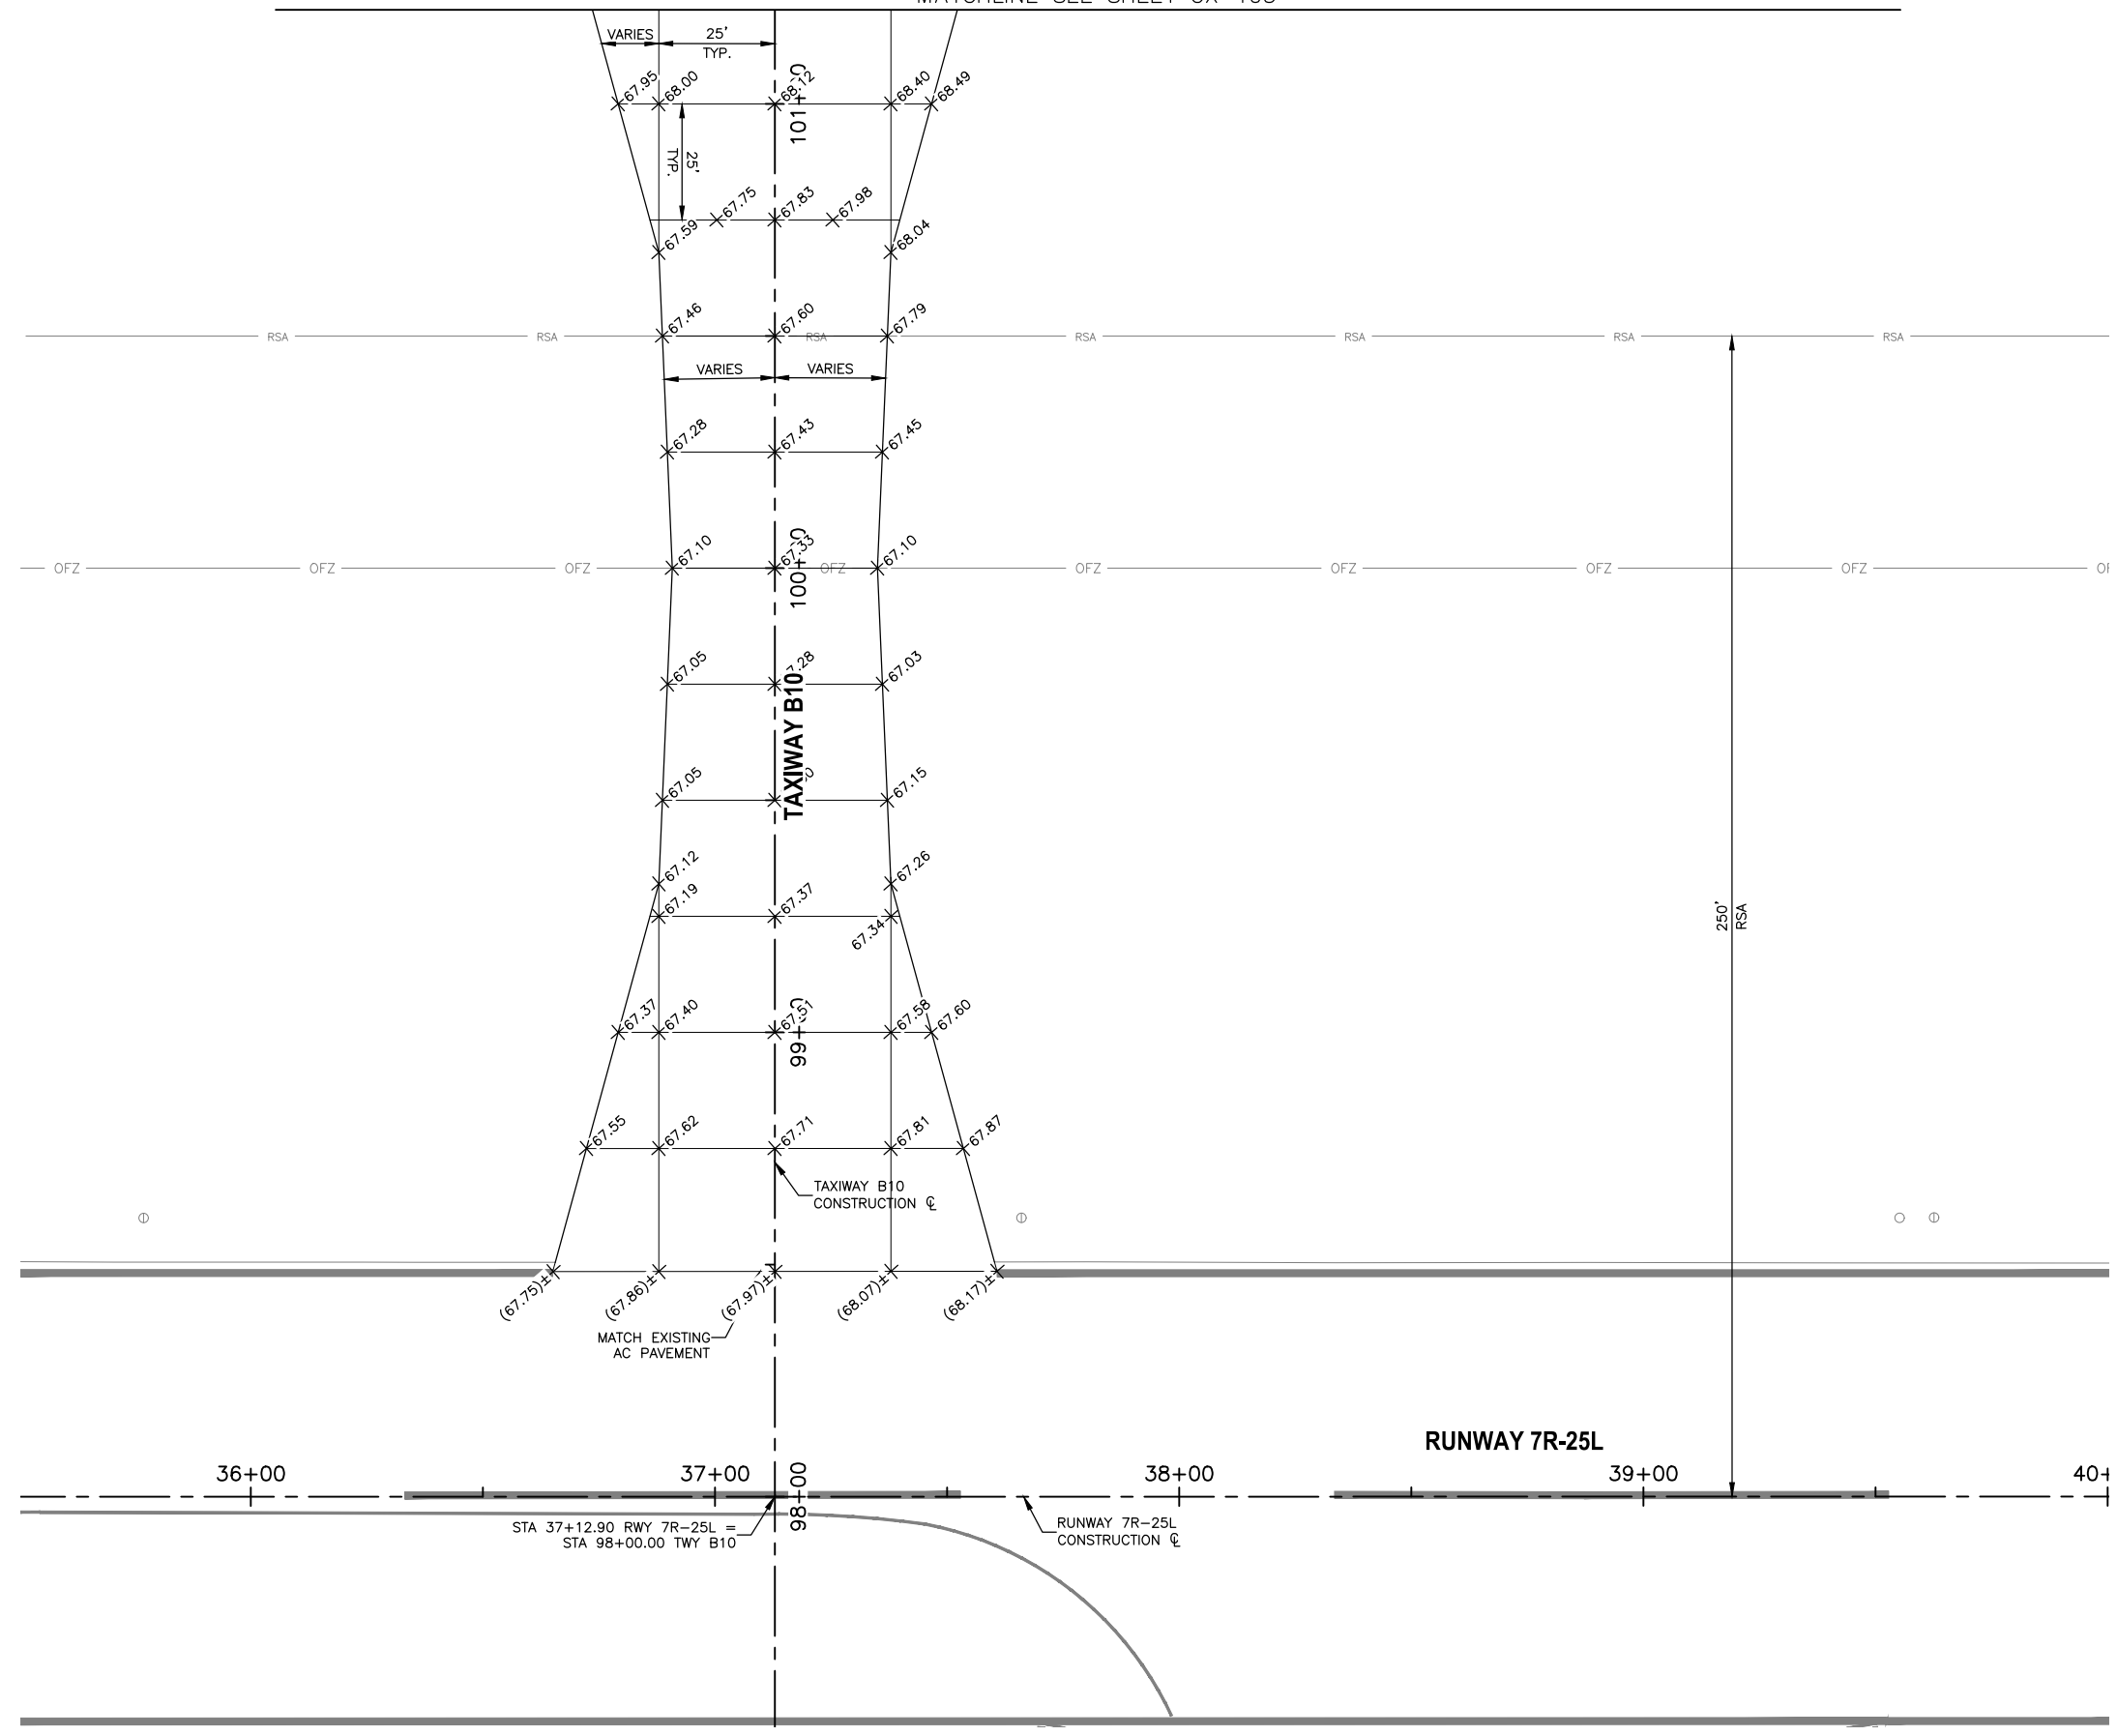 VARIES 25'
TYP.
67.95 68.00 68.12 68.40 68.49
101+
25'
TYP.
67.75 67.83 67.98
67.59 68.04
67.46 67.60 67.79
RSA RSA RSA RSA RSA RSA RSA
VARIES VARIES
67.28 67.43 67.45
67.10 67.33 67.10
OFZ OFZ OFZ OFZ OFZ OFZ OFZ OFZ
100+00
67.05 67.03
TAXIWAY B10
67.05 67.15
67.12 67.26
67.19 67.37 67.34
250'
RSA
67.37 67.40 67.51 67.58 67.60
99+
67.55 67.62 67.71 67.81 67.87
TAXIWAY B10
CONSTRUCTION ℄
(67.75)± (67.86)± (67.97)± (68.07)± (68.17)±
MATCH EXISTING
AC PAVEMENT
RUNWAY 7R-25L
36+00 37+00 38+00 39+00
98+00
STA 37+12.90 RWY 7R-25L =
STA 98+00.00 TWY B10
RUNWAY 7R-25L
CONSTRUCTION ℄